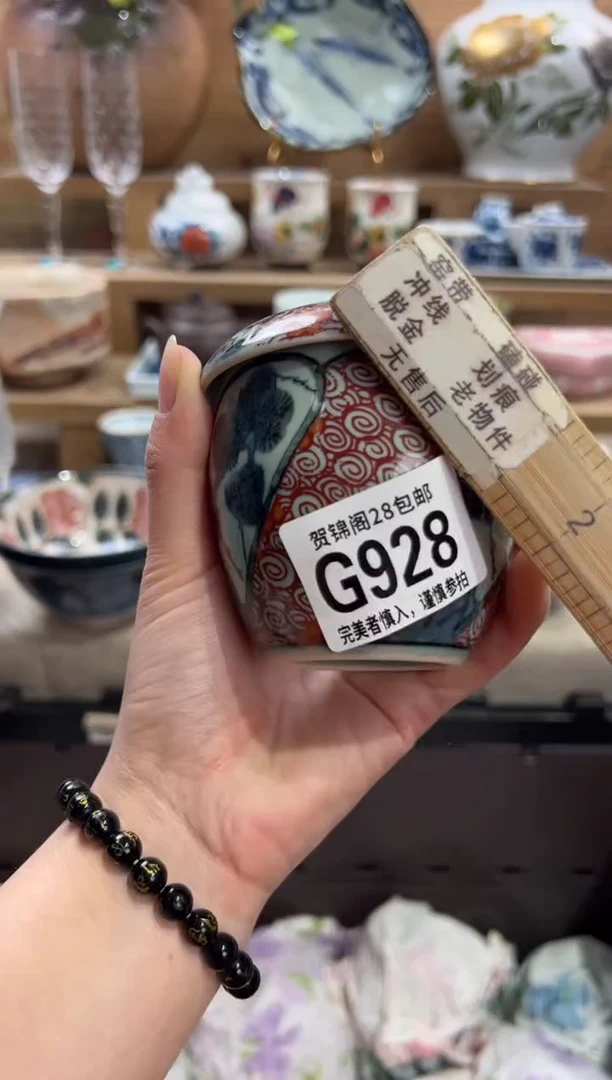 窑带 磕碰
冲线 划痕
脱金 老物件
无售后
贺锦阁28包邮
G928
完美者慎入，谨慎参拍
2